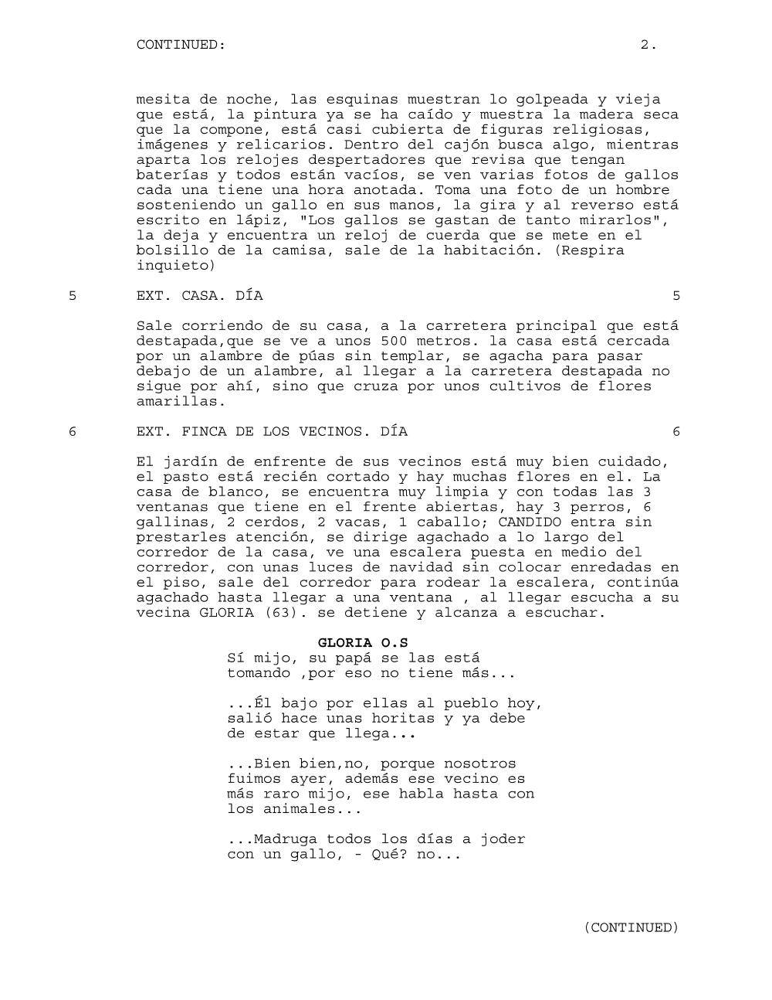 CONTINUED: 2.
mesita de noche, las esquinas muestran lo golpeada y vieja
que está, la pintura ya se ha caído y muestra la madera seca
que la compone, está casi cubierta de figuras religiosas,
imágenes y relicarios. Dentro del cajón busca algo, mientras
aparta los relojes despertadores que revisa que tengan
baterías y todos están vacíos, se ven varias fotos de gallos
cada una tiene una hora anotada. Toma una foto de un hombre
sosteniendo un gallo en sus manos, la gira y al reverso está
escrito en lápiz, "Los gallos se gastan de tanto mirarlos",
la deja y encuentra un reloj de cuerda que se mete en el
bolsillo de la camisa, sale de la habitación. (Respira
inquieto)
5 EXT. CASA. DÍA 5
Sale corriendo de su casa, a la carretera principal que está
destapada,que se ve a unos 500 metros. la casa está cercada
por un alambre de púas sin templar, se agacha para pasar
debajo de un alambre, al llegar a la carretera destapada no
sigue por ahí, sino que cruza por unos cultivos de flores
amarillas.
6 EXT. FINCA DE LOS VECINOS. DÍA 6
El jardín de enfrente de sus vecinos está muy bien cuidado,
el pasto está recién cortado y hay muchas flores en el. La
casa de blanco, se encuentra muy limpia y con todas las 3
ventanas que tiene en el frente abiertas, hay 3 perros, 6
gallinas, 2 cerdos, 2 vacas, 1 caballo; CANDIDO entra sin
prestarles atención, se dirige agachado a lo largo del
corredor de la casa, ve una escalera puesta en medio del
corredor, con unas luces de navidad sin colocar enredadas en
el piso, sale del corredor para rodear la escalera, continúa
agachado hasta llegar a una ventana , al llegar escucha a su
vecina GLORIA (63). se detiene y alcanza a escuchar.
GLORIA O.S
Sí mijo, su papá se las está
tomando ,por eso no tiene más...
...Él bajo por ellas al pueblo hoy,
salió hace unas horitas y ya debe
de estar que llega...
...Bien bien,no, porque nosotros
fuimos ayer, además ese vecino es
más raro mijo, ese habla hasta con
los animales...
...Madruga todos los días a joder
con un gallo, - Qué? no...
(CONTINUED)